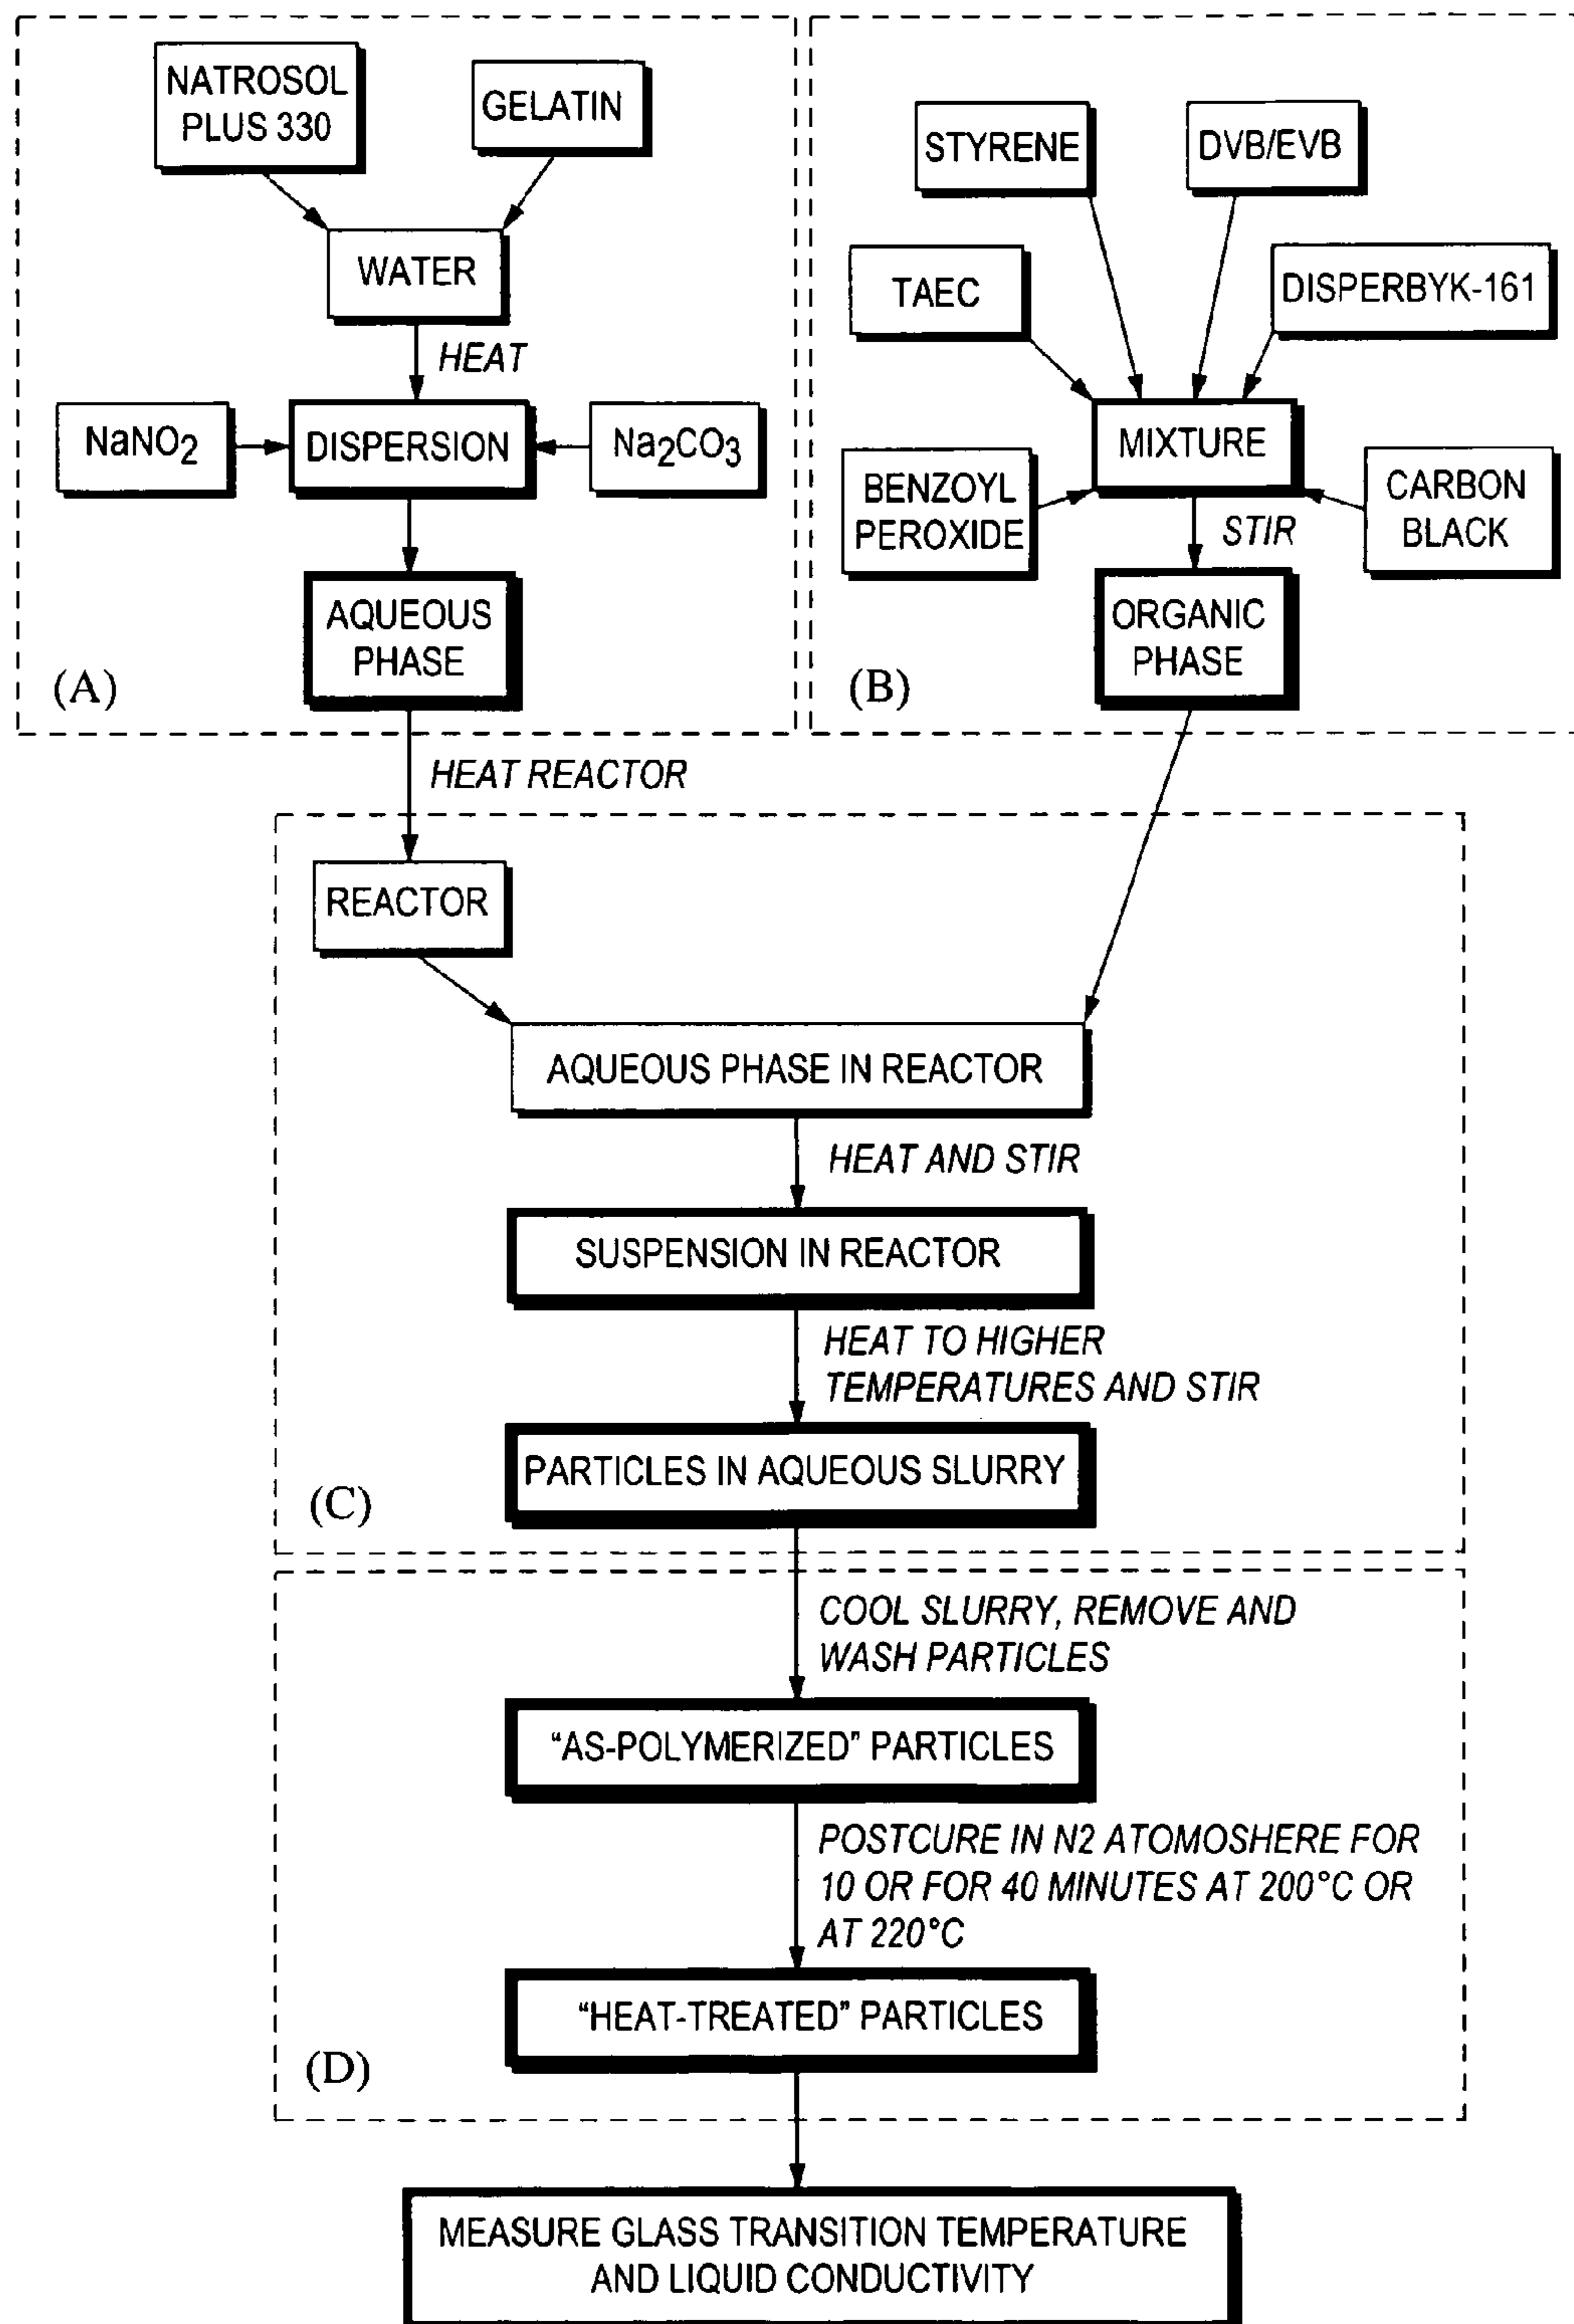 NATROSOL
PLUS 330
GELATIN
WATER
HEAT
NaNO2
DISPERSION
Na2CO3
AQUEOUS
PHASE
(A)
STYRENE
DVB/EVB
TAEC
DISPERBYK-161
MIXTURE
BENZOYL
PEROXIDE
CARBON
BLACK
STIR
ORGANIC
PHASE
(B)
HEAT REACTOR
REACTOR
AQUEOUS PHASE IN REACTOR
HEAT AND STIR
SUSPENSION IN REACTOR
HEAT TO HIGHER
TEMPERATURES AND STIR
PARTICLES IN AQUEOUS SLURRY
(C)
COOL SLURRY, REMOVE AND
WASH PARTICLES
“AS-POLYMERIZED” PARTICLES
POSTCURE IN N2 ATOMOSHERE FOR
10 OR FOR 40 MINUTES AT 200°C OR
AT 220°C
“HEAT-TREATED” PARTICLES
(D)
MEASURE GLASS TRANSITION TEMPERATURE
AND LIQUID CONDUCTIVITY